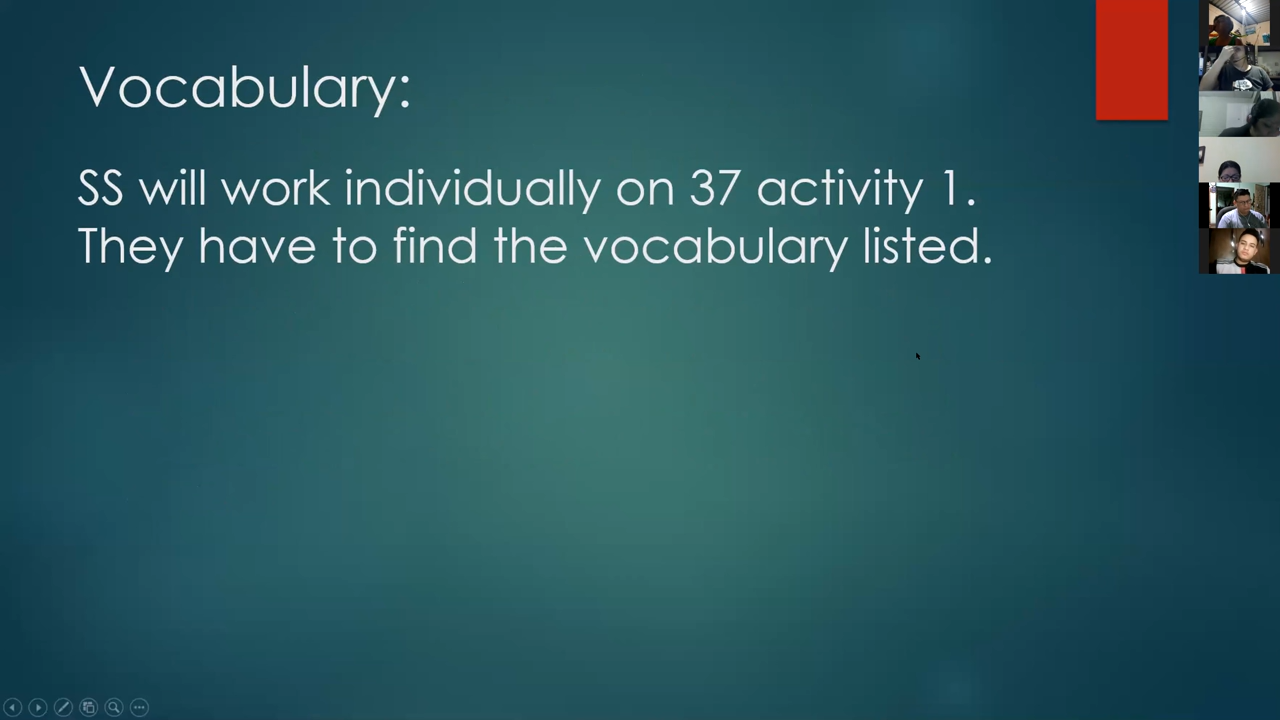 Vocabulary:
SS will work individually on 37 activity 1.
They have to find the vocabulary listed.